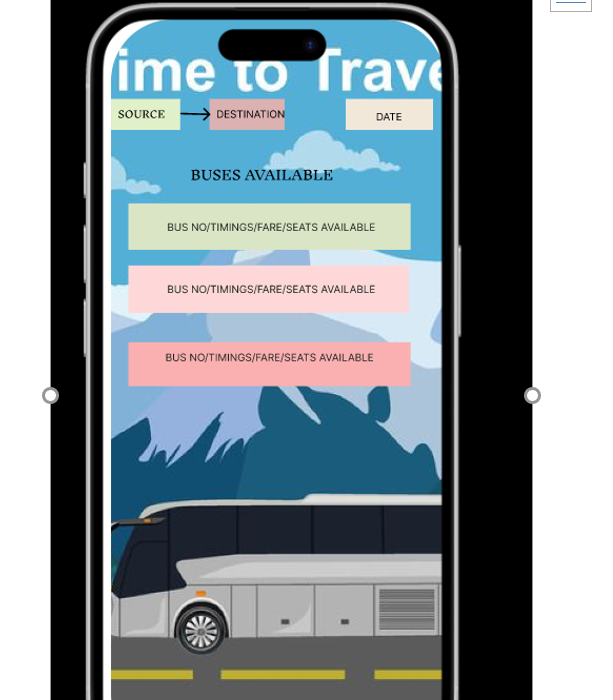 ime to Trave
SOURCE DESTINATION DATE
BUSES AVAILABLE
BUS NO/TIMINGS/FARE/SEATS AVAILABLE
BUS NO/TIMINGS/FARE/SEATS AVAILABLE
BUS NO/TIMINGS/FARE/SEATS AVAILABLE